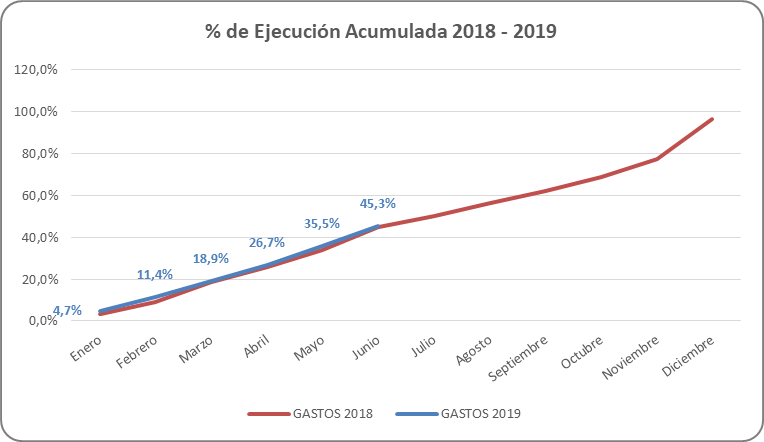 % de Ejecución Acumulada 2018 - 2019
120,0%
100,0%
80,0%
60,0%
40,0%
20,0%
0,0%
4,7%
11,4%
18,9%
26,7%
35,5%
45,3%
Enero
Febrero
Marzo
Abril
Mayo
Junio
Julio
Agosto
Septiembre
Octubre
Noviembre
Diciembre
GASTOS 2018
GASTOS 2019